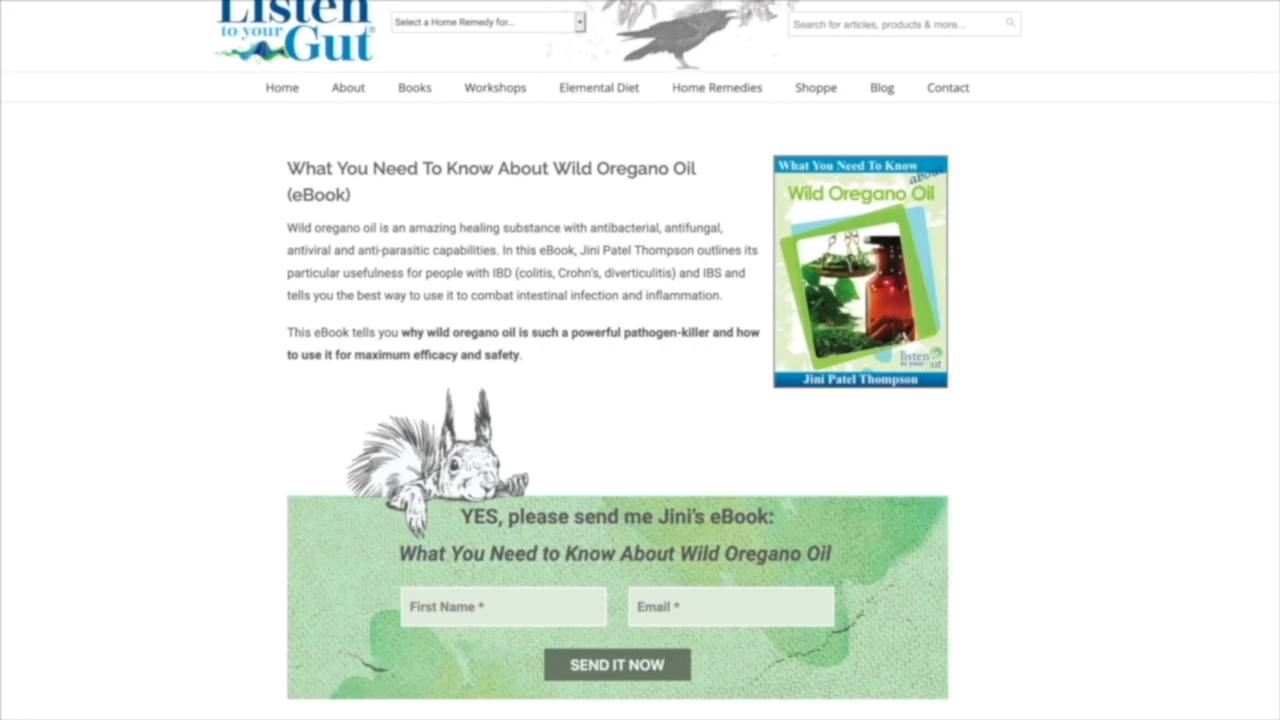 Listen
to your
Gut®
Select a Home Remedy for...
Search for articles, products & more...
Home About Books Workshops Elemental Diet Home Remedies Shoppe Blog Contact
What You Need To Know About Wild Oregano Oil
(eBook)
Wild oregano oil is an amazing healing substance with antibacterial, antifungal,
antiviral and anti-parasitic capabilities. In this eBook, Jini Patel Thompson outlines its
particular usefulness for people with IBD (colitis, Crohn's, diverticulitis) and IBS and
tells you the best way to use it to combat intestinal infection and inflammation.
This eBook tells you why wild oregano oil is such a powerful pathogen-killer and how
to use it for maximum efficacy and safety.
What You Need To Know
about
Wild Oregano Oil
listen
to your gut
Jini Patel Thompson
YES, please send me Jini's eBook:
What You Need to Know About Wild Oregano Oil
First Name *
Email *
SEND IT NOW